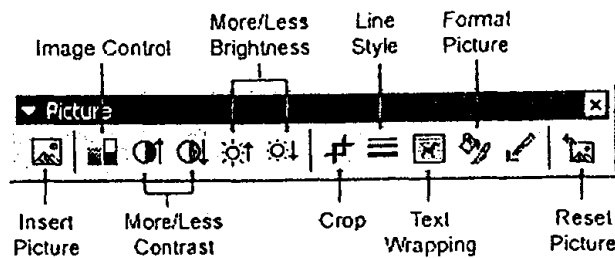 More/Less
Brightness
Line
Style
Format
Picture
Image Control
Picture
Insert
Picture
More/Less
Contrast
Crop
Text
Wrapping
Reset
Picture